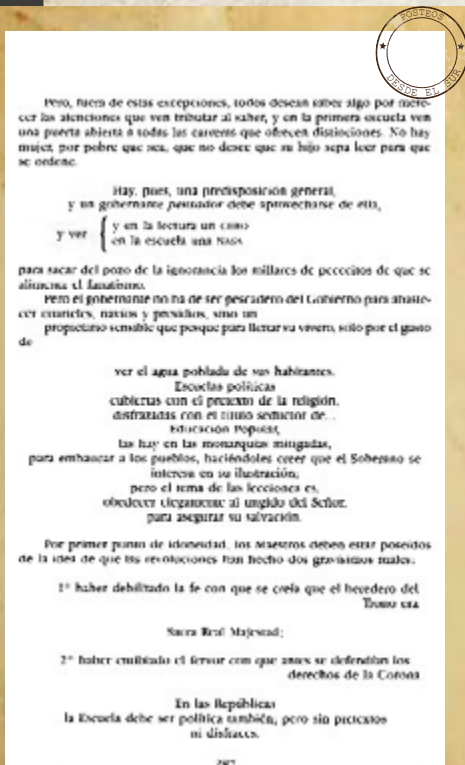 POSTEOS
DESDE EL SUR
Pero, fuera de estas excepciones, todos desean saber algo por mere-
cer las atenciones que ven tributar al saber, y en la primera escuela ven
una puerta abierta a todas las carreras que ofrecen distinciones. No hay
mujer, por pobre que sea, que no desee que su hijo sepa leer para que
se ordene.
Hay, pues, una predisposición general,
y un gobernante pensador debe aprovecharse de ella,
y ver
y en la lectura un CEBO
en la escuela una NASA
para sacar del pozo de la ignorancia los millares de pececitos de que se
alimenta el fanatismo.
Pero el gobernante no ha de ser pescadero del Gobierno para abaste-
cer cuarteles, navíos y presidios, sino un
propietario sensible que pesque para llenar su vivero, sólo por el gusto
de
ver el agua poblada de sus habitantes.
Escuelas políticas
cubiertas con el pretexto de la religión,
disfrazadas con el título seductor de...
Educación Popular,
las hay en las monarquías mitigadas,
para embaucar a los pueblos, haciéndoles creer que el Soberano se
interesa en su ilustración;
pero el tema de las lecciones es,
obedecer ciegamente al ungido del Señor,
para asegurar su salvación.
Por primer punto de idoneidad, los Maestros deben estar poseídos
de la idea de que las revoluciones han hecho dos gravísimos males:
1° haber debilitado la fe con que se creía que el heredero del
Trono era
Sacra Real Majestad;
2° haber entibiado el fervor con que antes se defendían los
derechos de la Corona.
En las Repúblicas
la Escuela debe ser política también; pero sin pretextos
ni disfraces.
287